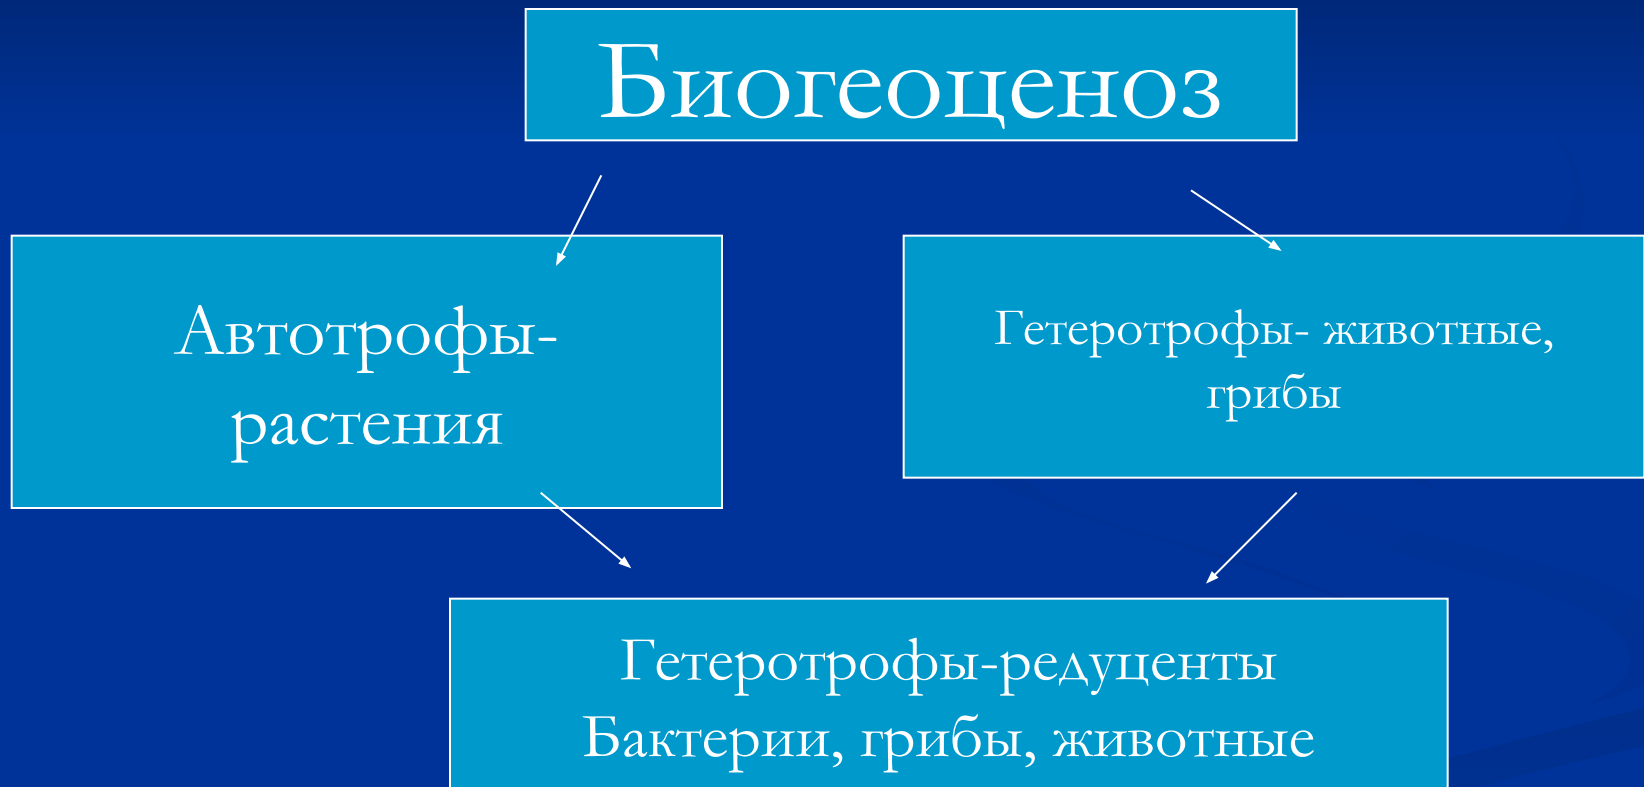 Биогеоценоз
Автотрофы-
растения
Гетеротрофы- животные,
грибы
Гетеротрофы-редуценты
Бактерии, грибы, животные